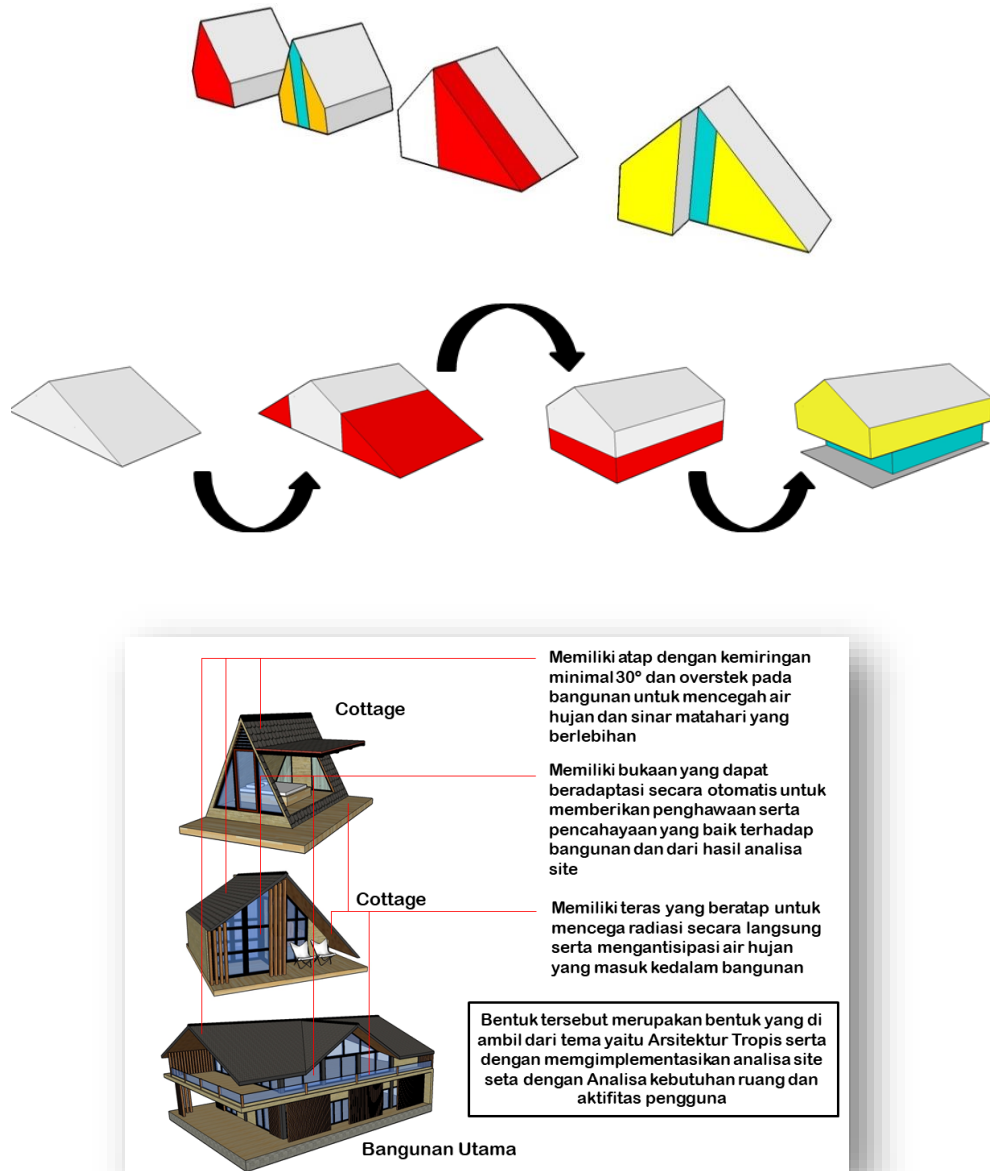 Memiliki atap dengan kemiringan
minimal 30° dan overstek pada
bangunan untuk mencegah air
hujan dan sinar matahari yang
berlebihan
Cottage
Memiliki bukaan yang dapat
beradaptasi secara otomatis untuk
memberikan penghawaan serta
pencahayaan yang baik terhadap
bangunan dan dari hasil analisa
site
Cottage
Memiliki teras yang beratap untuk
mencega radiasi secara langsung
serta mengantisipasi air hujan
yang masuk kedalam bangunan
Bentuk tersebut merupakan bentuk yang di
ambil dari tema yaitu Arsitektur Tropis serta
dengan memgimplementasikan analisa site
seta dengan Analisa kebutuhan ruang dan
aktifitas pengguna
Bangunan Utama